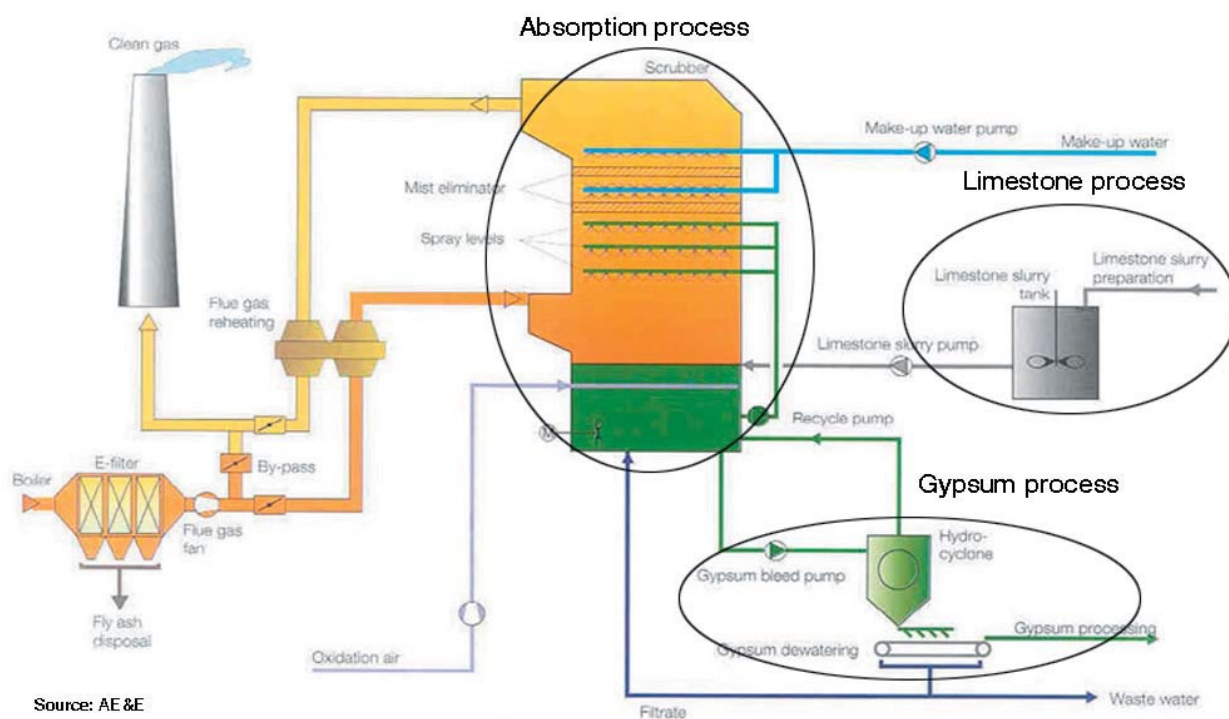 Absorption process
Clean gas
Scrubber
Make-up water pump
Make-up water
Mist eliminator
Limestone process
Spray levels
Limestone slurry
tank
Limestone slurry
preparation
Flue gas
reheating
Limestone slurry pump
Recycle pump
M
By-pass
E-filter
Boiler
Flue gas
fan
Gypsum process
Hydro-
cyclone
Gypsum bleed pump
Fly ash
disposal
Gypsum processing
Gypsum dewatering
Oxidation air
Source: AE&E
Filtrate
Waste water